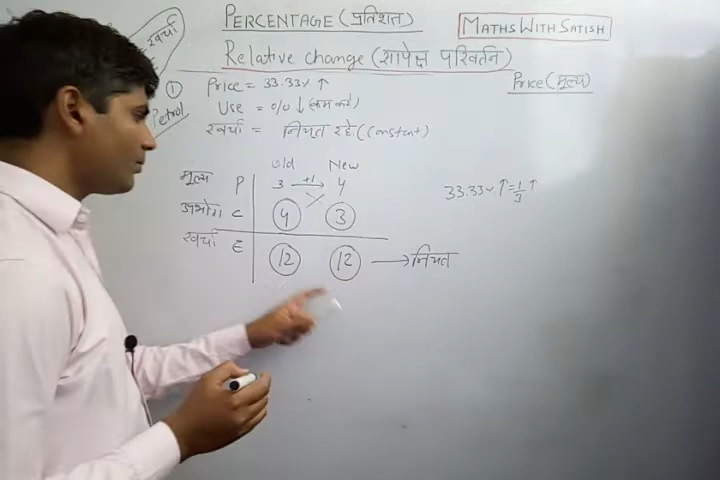 PERCENTAGE (प्रतिशत)
MATHS WITH SATISH
Relative change (सापेक्ष परिवर्तन)
Price (मूल्य)
खर्चा
① Price = 33.33% ↑
Petrol
Use = % ↓ (कम करे)
खर्चा = नियत रहे (Constant)
Old New
मूल्य P 3 +1 → 4
33.33% ↑ = 1/3 ↑
उपभोग C 4 3
खर्चा E 12 12 → नियत